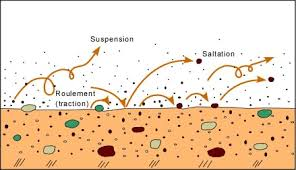 Suspension
Saltation
Roulement
(traction)